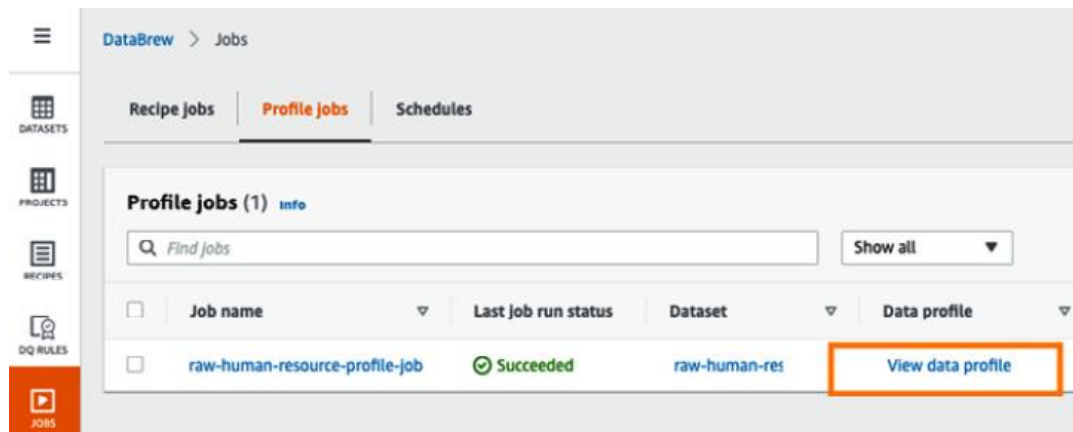 DataBrew > Jobs
DATASETS
PROJECTS
RECIPES
DQ RULES
JOBS
Recipe jobs Profile jobs Schedules
Profile jobs (1) Info
Find jobs Show all
Job name Last job run status Dataset Data profile
raw-human-resource-profile-job Succeeded raw-human-res View data profile